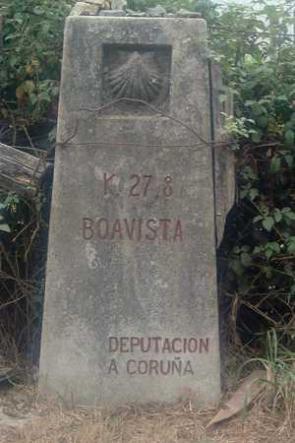 K. 27,8
BOAVISTA
DEPUTACION
A CORUÑA